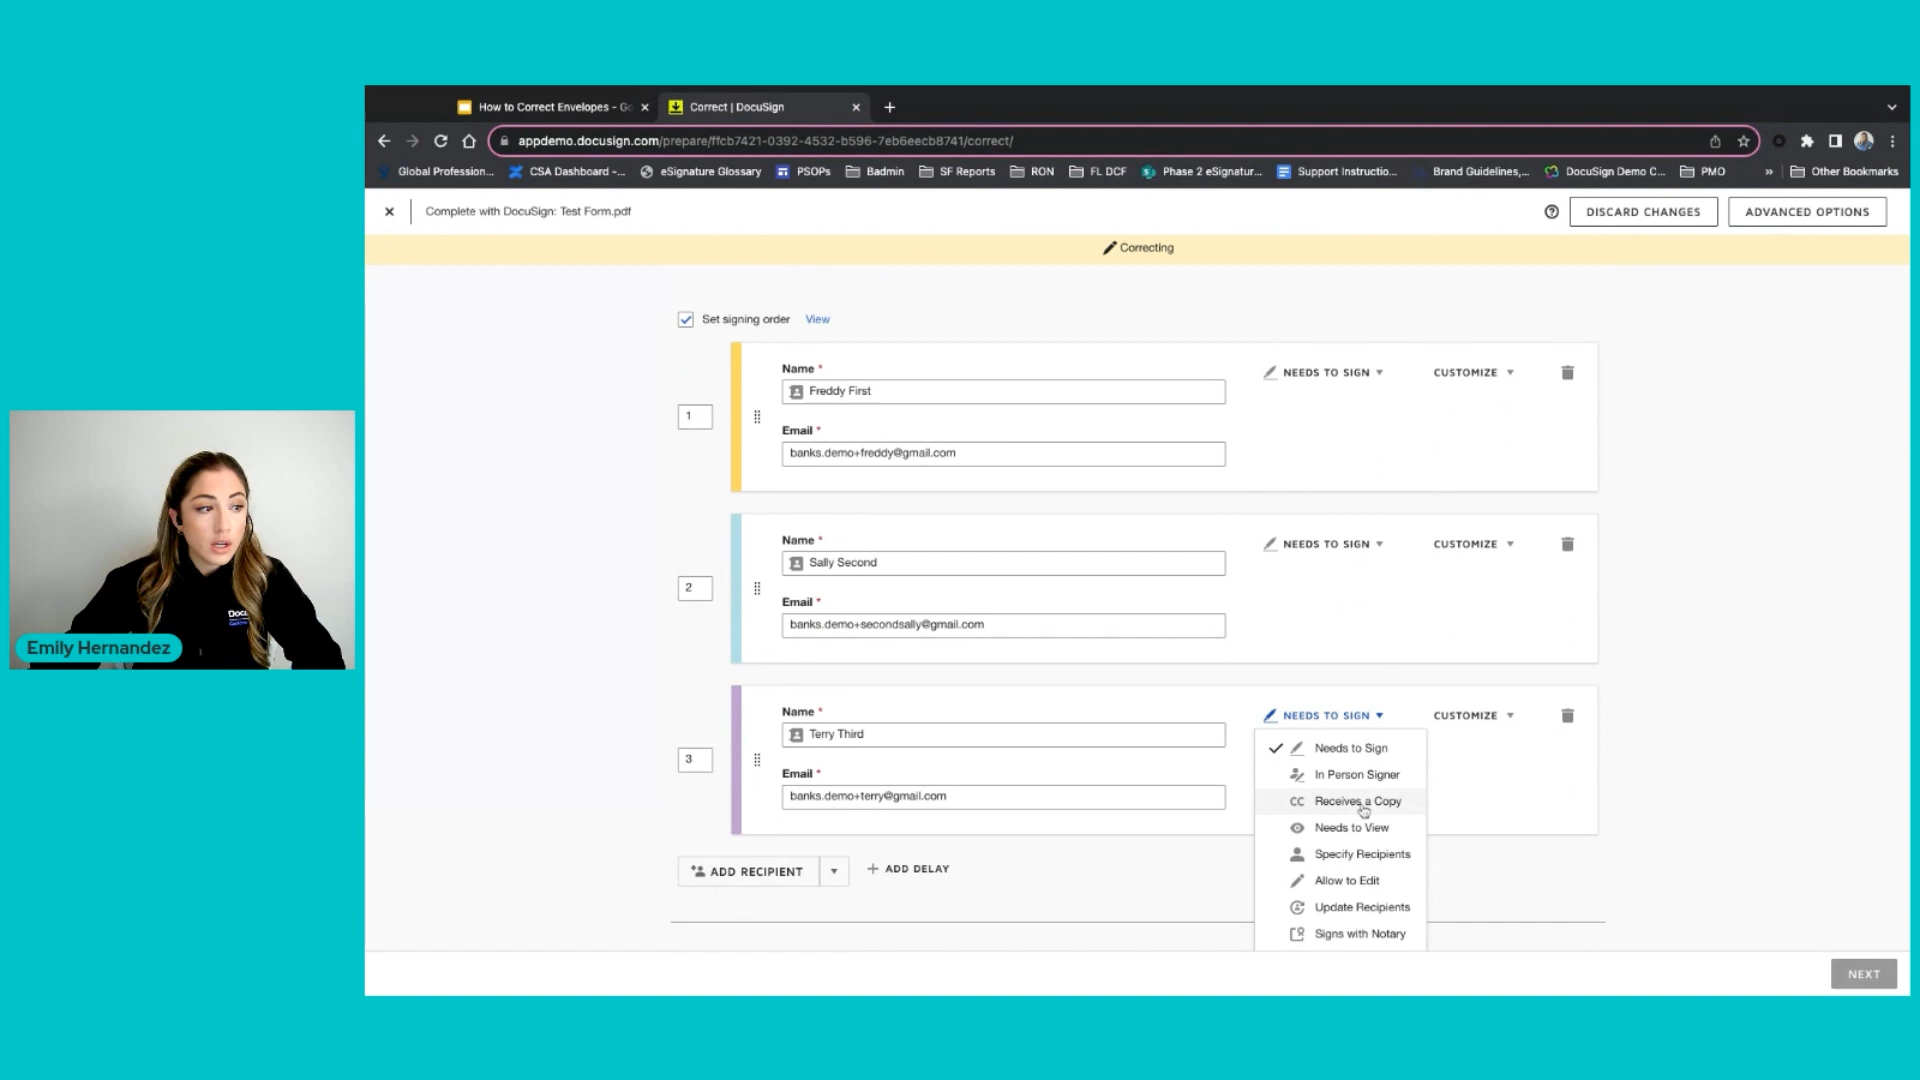 How to Correct Envelopes - Go
Correct | DocuSign
appdemo.docusign.com/prepare/ffcb7421-0392-4532-b596-7eb6eecb8741/correct/
Global Profession...
CSA Dashboard -...
eSignature Glossary
PSOPs
Badmin
SF Reports
RON
FL DCF
Phase 2 eSignatur...
Support Instructio...
Brand Guidelines,...
DocuSign Demo C...
PMO
»
Other Bookmarks
Complete with DocuSign: Test Form.pdf
DISCARD CHANGES
ADVANCED OPTIONS
Correcting
Set signing order View
1
Name *
Freddy First
Email *
banks.demo+freddy@gmail.com
NEEDS TO SIGN
CUSTOMIZE
2
Name *
Sally Second
Email *
banks.demo+secondsally@gmail.com
NEEDS TO SIGN
CUSTOMIZE
3
Name *
Terry Third
Email *
banks.demo+terry@gmail.com
NEEDS TO SIGN
CUSTOMIZE
Needs to Sign
In Person Signer
CC Receives a Copy
Needs to View
Specify Recipients
Allow to Edit
Update Recipients
Signs with Notary
ADD RECIPIENT
+ ADD DELAY
NEXT
Emily Hernandez